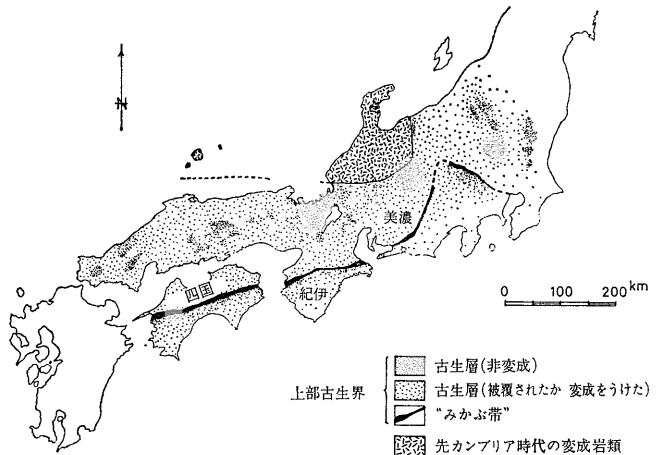 N
美濃
四国
紀伊
0 100 200 km
上部古生界
古生層(非変成)
古生層(被覆されたか 変成をうけた)
“みかぶ帯”
先カンブリア時代の変成岩類